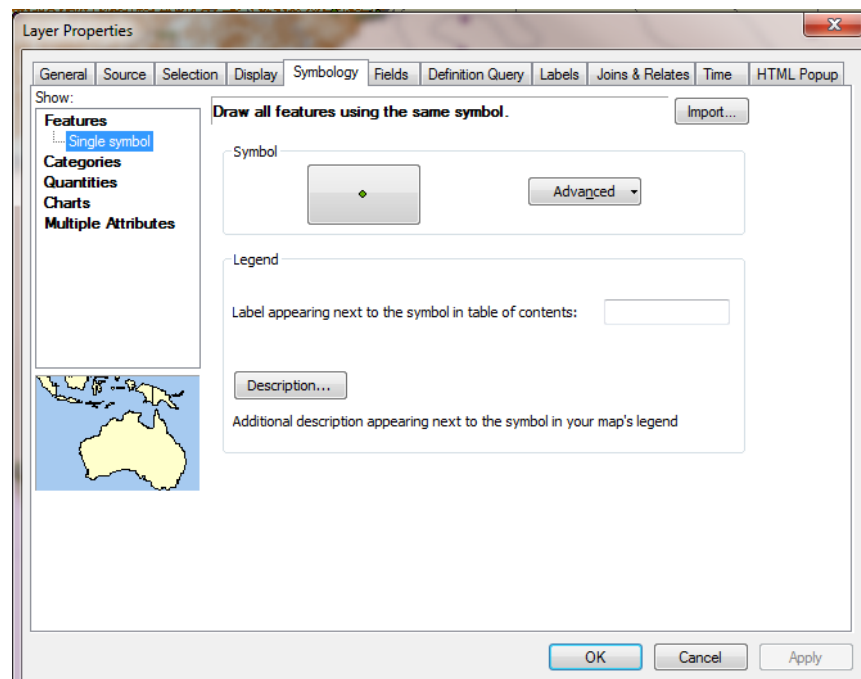 Layer Properties
General Source Selection Display Symbology Fields Definition Query Labels Joins & Relates Time HTML Popup
Show:
Features
Single symbol
Categories
Quantities
Charts
Multiple Attributes
Draw all features using the same symbol.
Import...
Symbol
Advanced
Legend
Label appearing next to the symbol in table of contents:
Description...
Additional description appearing next to the symbol in your map's legend
OK Cancel Apply